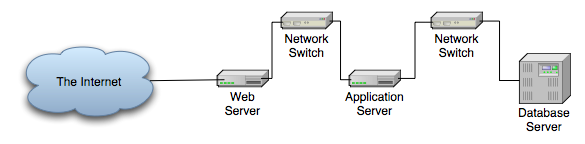 Network
Switch
Network
Switch
The Internet
Web
Server
Application
Server
Database
Server